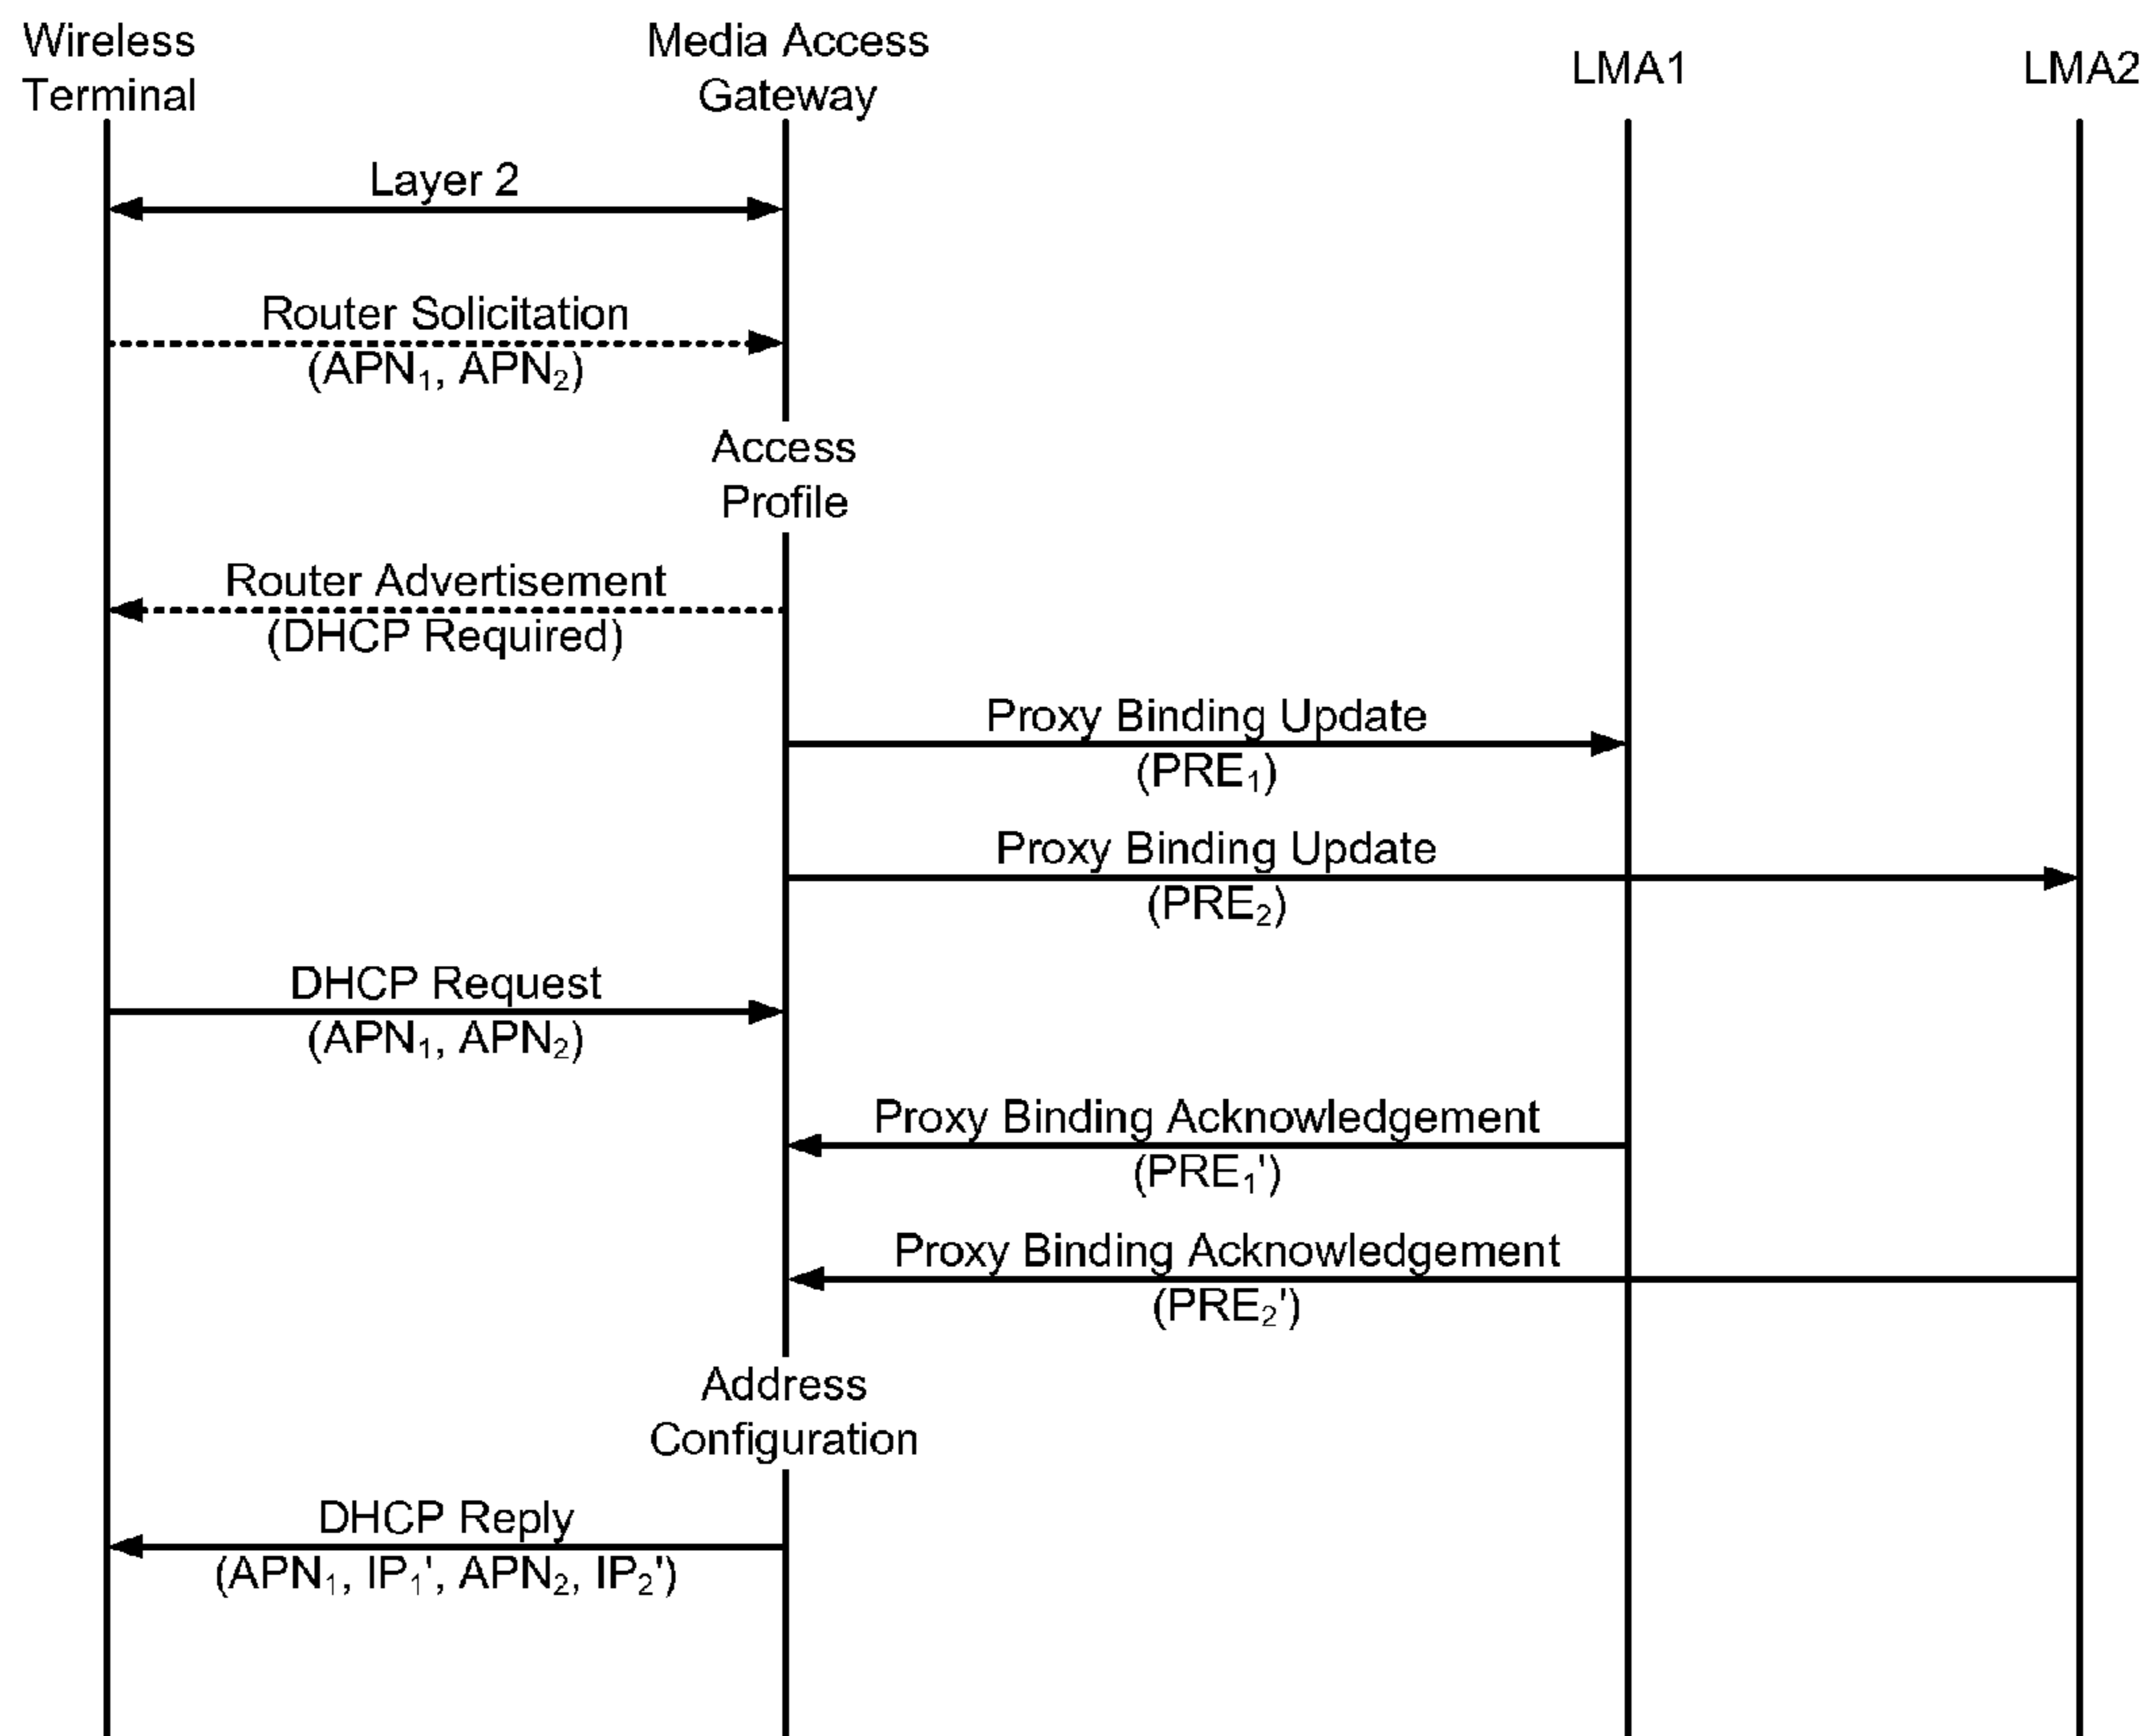 Wireless
Terminal
Media Access
Gateway
LMA1
LMA2
Layer 2
Router Solicitation
(APN₁, APN₂)
Access
Profile
Router Advertisement
(DHCP Required)
Proxy Binding Update
(PRE₁)
Proxy Binding Update
(PRE₂)
DHCP Request
(APN₁, APN₂)
Proxy Binding Acknowledgement
(PRE₁')
Proxy Binding Acknowledgement
(PRE₂')
Address
Configuration
DHCP Reply
(APN₁, IP₁', APN₂, IP₂')